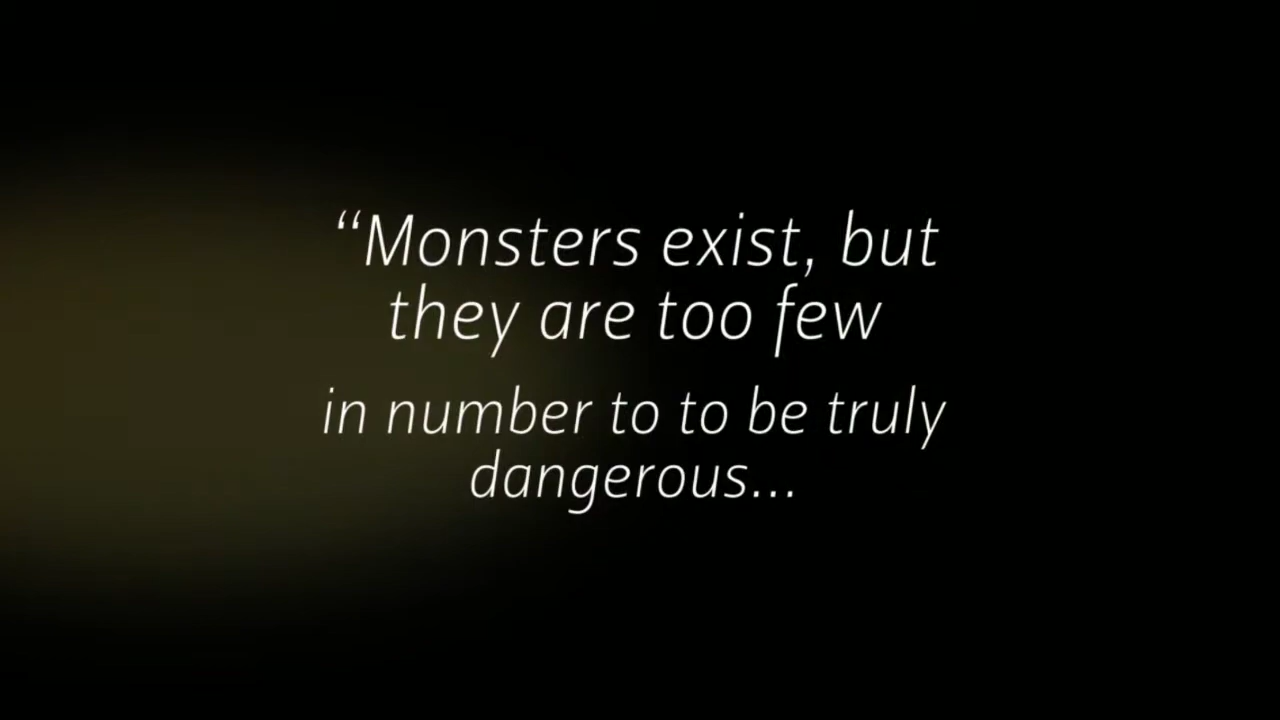 “Monsters exist, but
they are too few
in number to to be truly
dangerous...